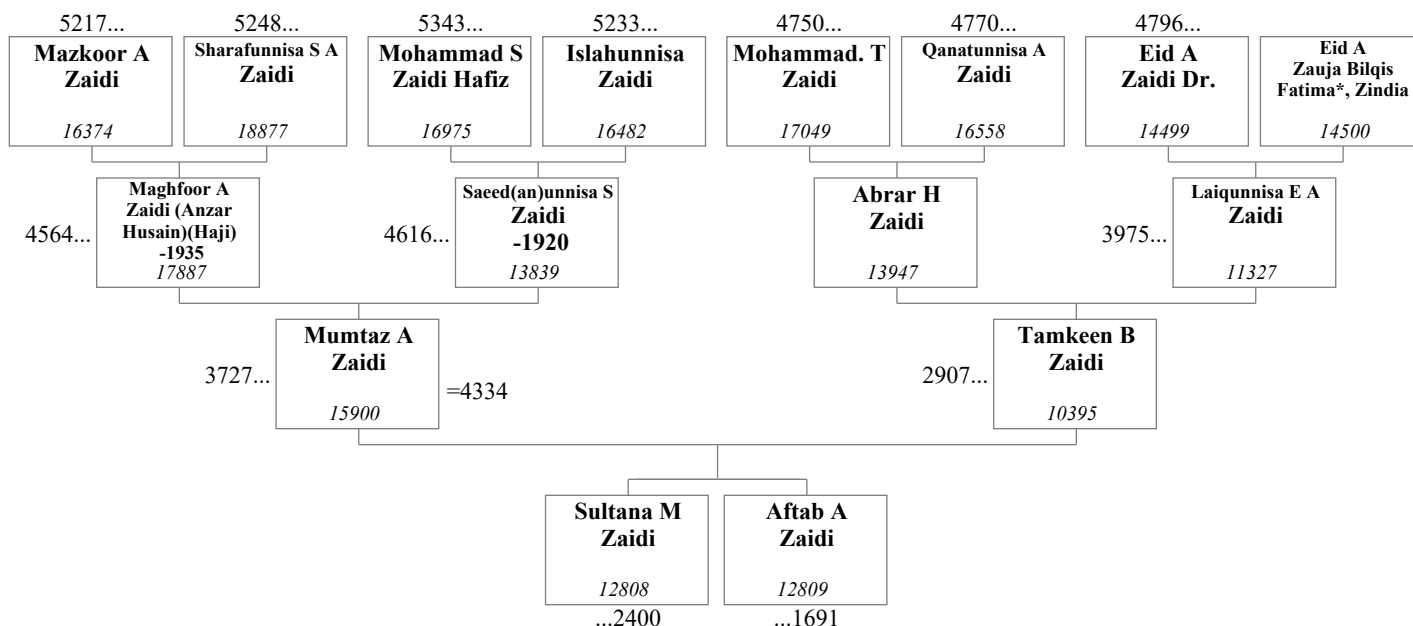 5217...
5248...
5343...
5233...
4750...
4770...
4796...
Mazkoor A
Zaidi
16374
Sharafunnisa S A
Zaidi
18877
Mohammad S
Zaidi Hafiz
16975
Islahunnisa
Zaidi
16482
Mohammad. T
Zaidi
17049
Qanatunnisa A
Zaidi
16558
Eid A
Zaidi Dr.
14499
Eid A
Zauja Bilqis
Fatima*, Zindia
14500
4564...
Maghfoor A
Zaidi (Anzar
Husain)(Haji)
-1935
17887
4616...
Saeed(an)unnisa S
Zaidi
-1920
13839
Abrar H
Zaidi
13947
3975...
Laiqunnisa E A
Zaidi
11327
3727...
Mumtaz A
Zaidi
15900
=4334
2907...
Tamkeen B
Zaidi
10395
Sultana M
Zaidi
12808
...2400
Aftab A
Zaidi
12809
...1691